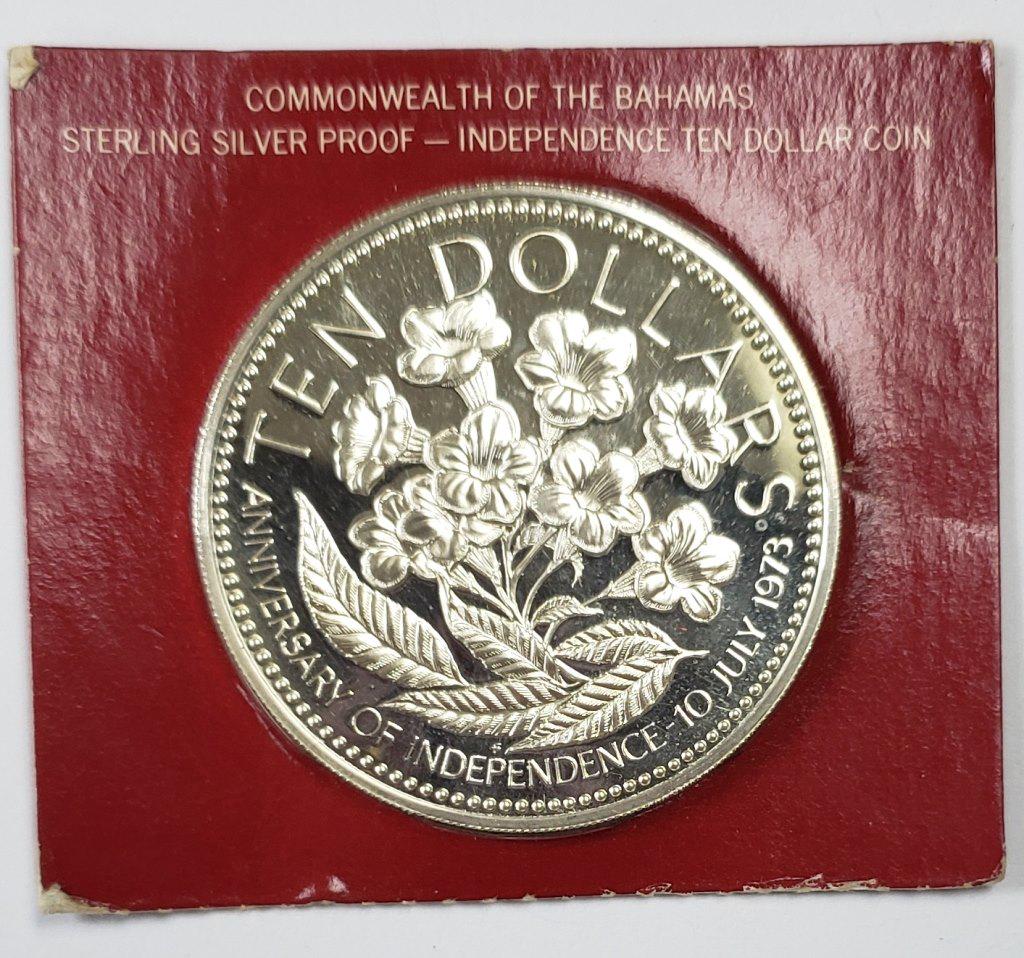 COMMONWEALTH OF THE BAHAMAS
STERLING SILVER PROOF — INDEPENDENCE TEN DOLLAR COIN
TEN DOLLARS
ANNIVERSARY OF INDEPENDENCE 10 JULY 1973